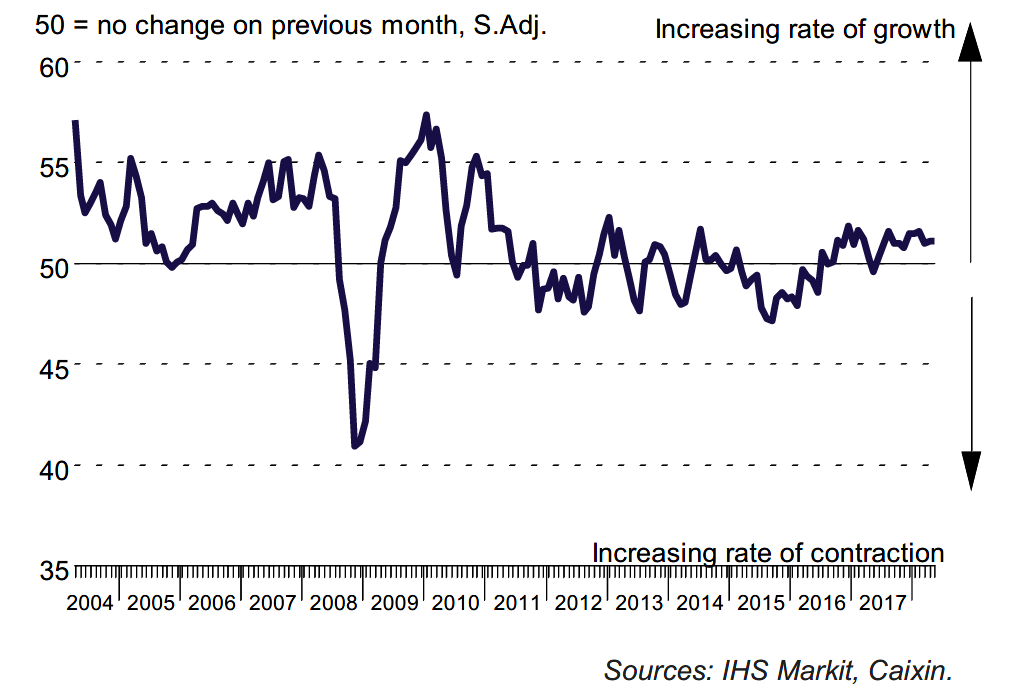 50 = no change on previous month, S.Adj.
Increasing rate of growth
60
55
50
45
40
Increasing rate of contraction
35
2004 2005 2006 2007 2008 2009 2010 2011 2012 2013 2014 2015 2016 2017
Sources: IHS Markit, Caixin.